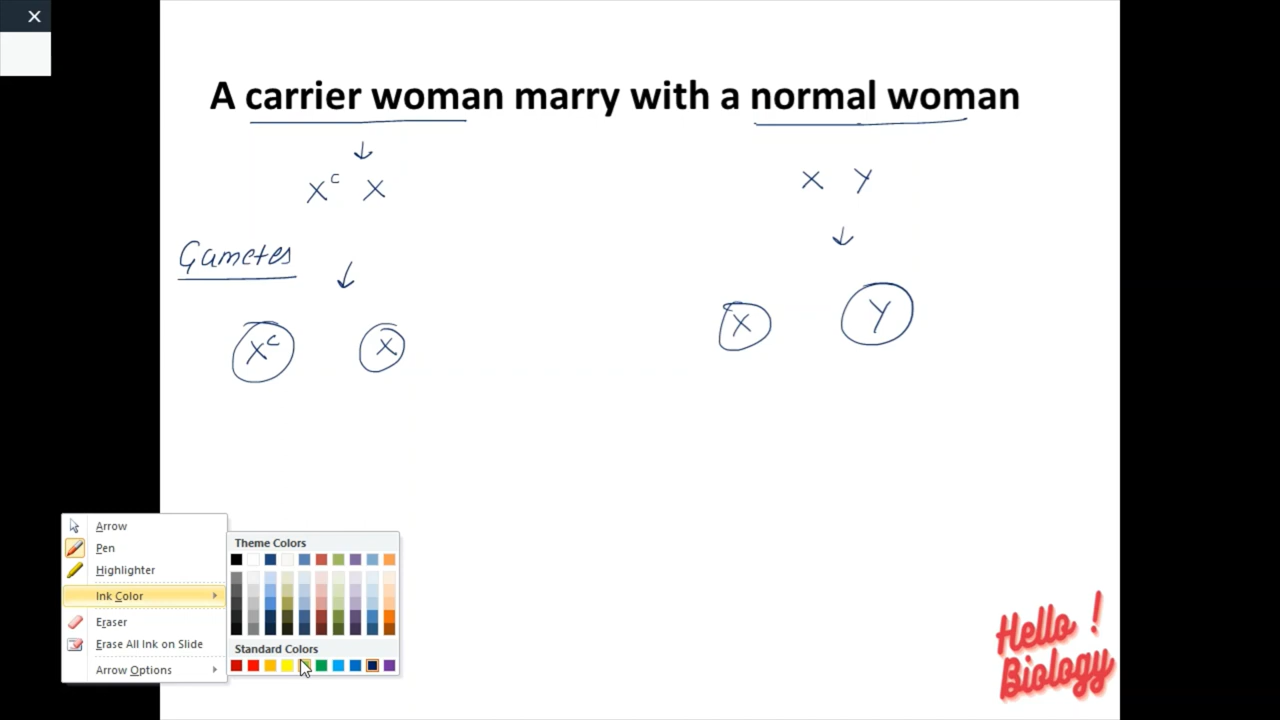 A carrier woman marry with a normal woman
X^c X
X Y
Gametes
X^c X
X Y
Arrow
Pen
Highlighter
Ink Color
Eraser
Erase All Ink on Slide
Arrow Options
Theme Colors
Standard Colors
Hello !
Biology